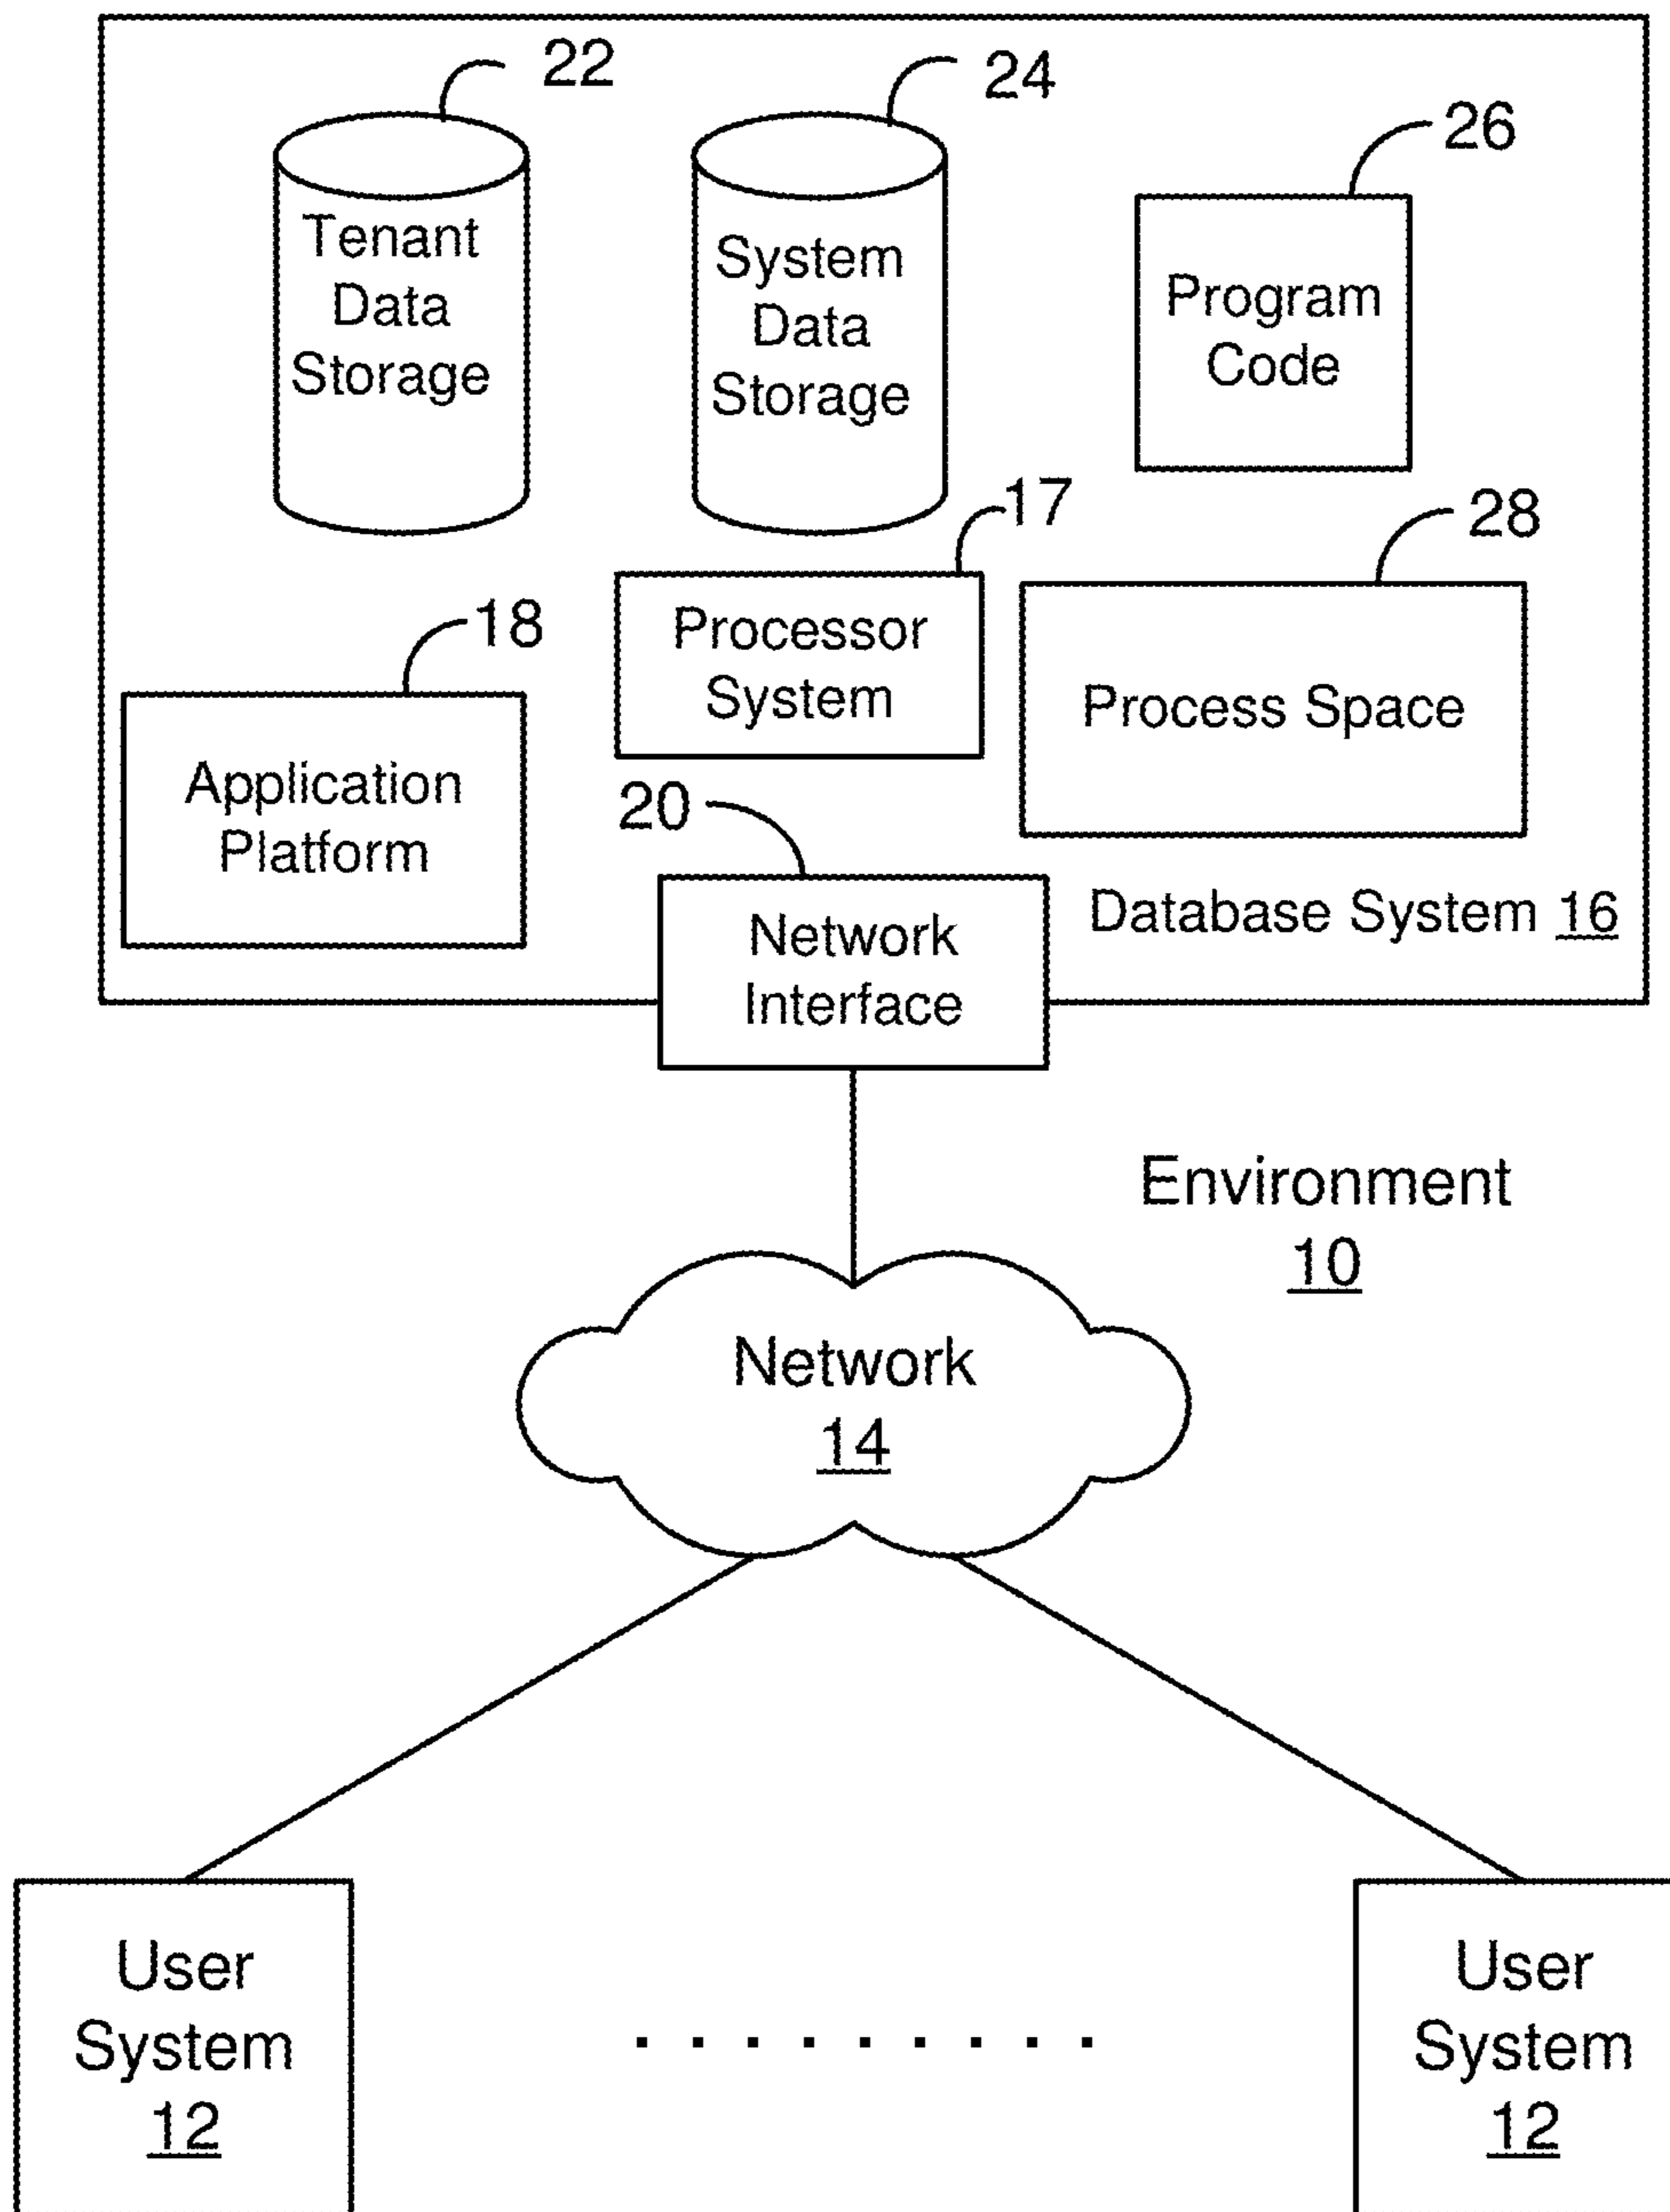 22
24
26
Tenant
Data
Storage
System
Data
Storage
Program
Code
17
28
18
Processor
System
Process Space
Application
Platform
20
Network
Interface
Database System 16
Environment
10
Network
14
User
System
12
. . . . . . . . .
User
System
12